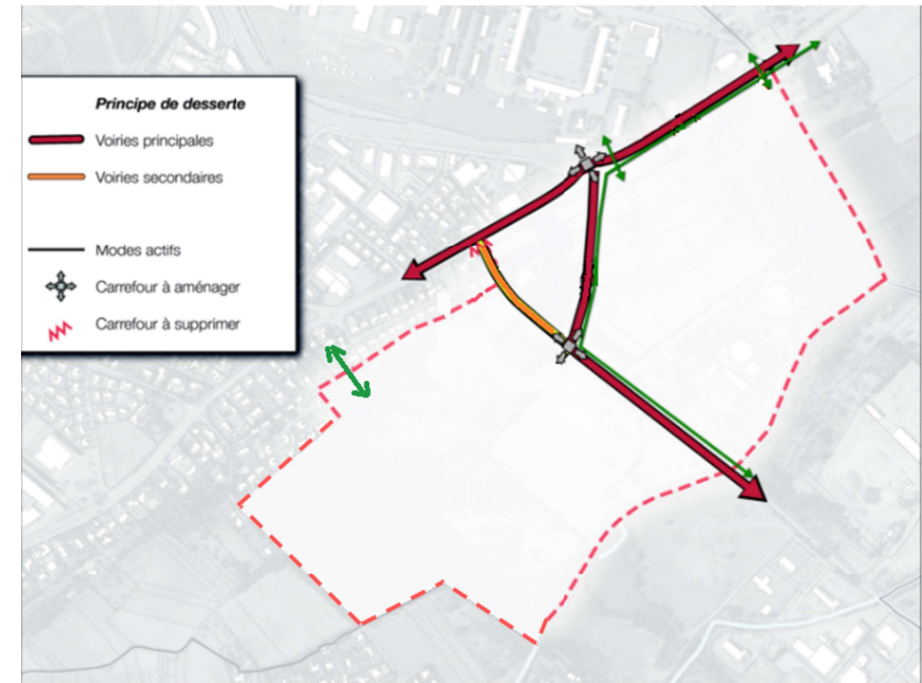 Principe de desserte
Voiries principales
Voiries secondaires
Modes actifs
Carrefour à aménager
Carrefour à supprimer